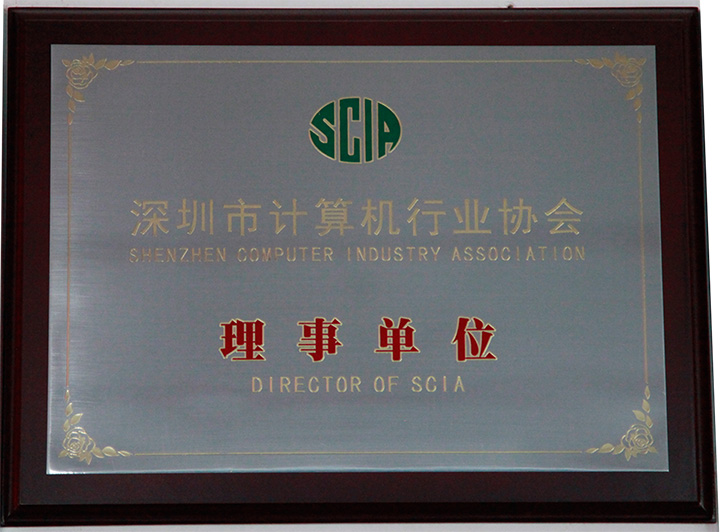 SCIA
深圳市计算机行业协会
SHENZHEN COMPUTER INDUSTRY ASSOCIATION
理事单位
DIRECTOR OF SCIA